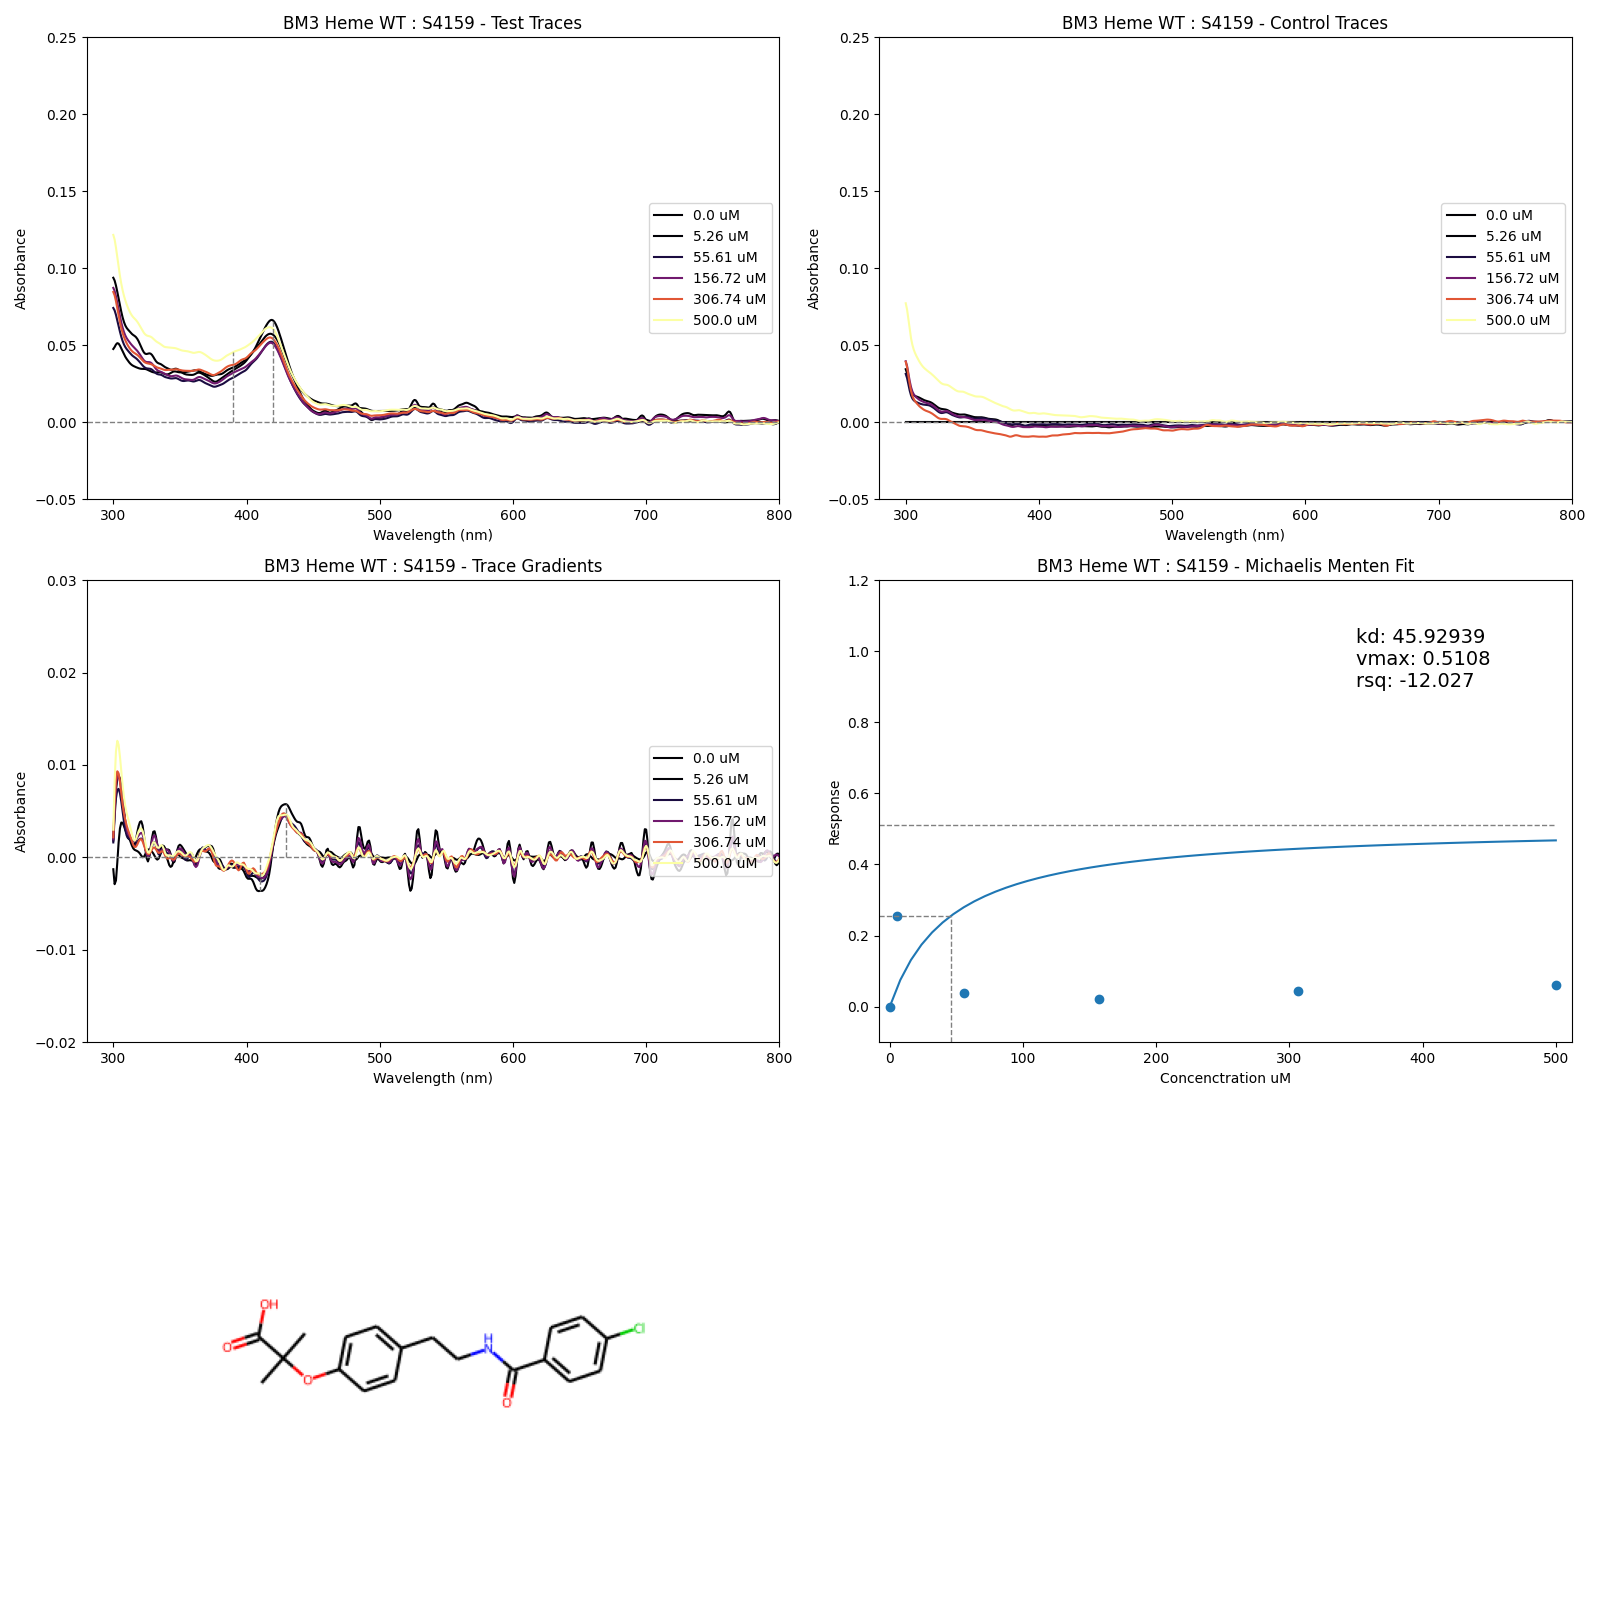 BM3 Heme WT : S4159 - Test Traces
0.25
0.20
0.15
0.10
0.05
0.00
−0.05
Absorbance
300 400 500 600 700 800
Wavelength (nm)
0.0 uM
5.26 uM
55.61 uM
156.72 uM
306.74 uM
500.0 uM
BM3 Heme WT : S4159 - Control Traces
0.25
0.20
0.15
0.10
0.05
0.00
−0.05
Absorbance
300 400 500 600 700 800
Wavelength (nm)
0.0 uM
5.26 uM
55.61 uM
156.72 uM
306.74 uM
500.0 uM
BM3 Heme WT : S4159 - Trace Gradients
0.03
0.02
0.01
0.00
−0.01
−0.02
Absorbance
300 400 500 600 700 800
Wavelength (nm)
0.0 uM
5.26 uM
55.61 uM
156.72 uM
306.74 uM
500.0 uM
BM3 Heme WT : S4159 - Michaelis Menten Fit
1.2
1.0
0.8
0.6
0.4
0.2
0.0
Response
0 100 200 300 400 500
Concenctration uM
kd: 45.92939
vmax: 0.5108
rsq: -12.027
OH
O
O
H
N
O
Cl